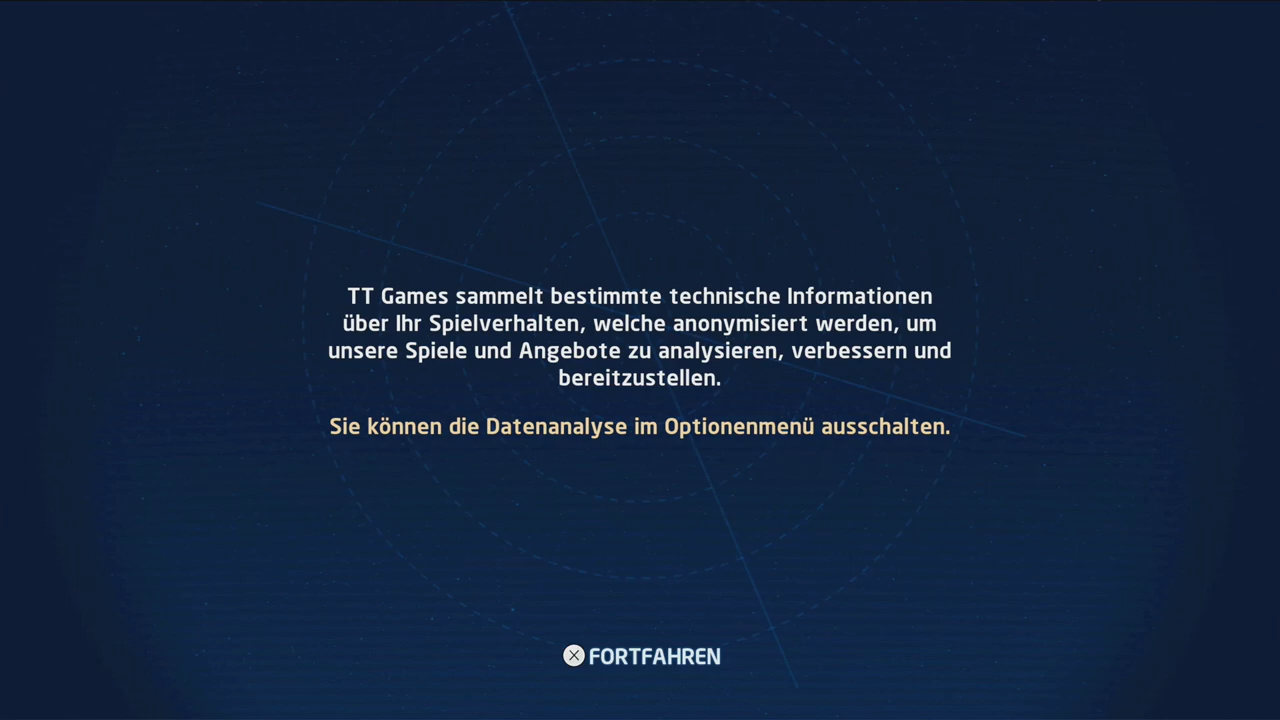 TT Games sammelt bestimmte technische Informationen
über Ihr Spielverhalten, welche anonymisiert werden, um
unsere Spiele und Angebote zu analysieren, verbessern und
bereitzustellen.
Sie können die Datenanalyse im Optionenmenü ausschalten.
FORTFAHREN